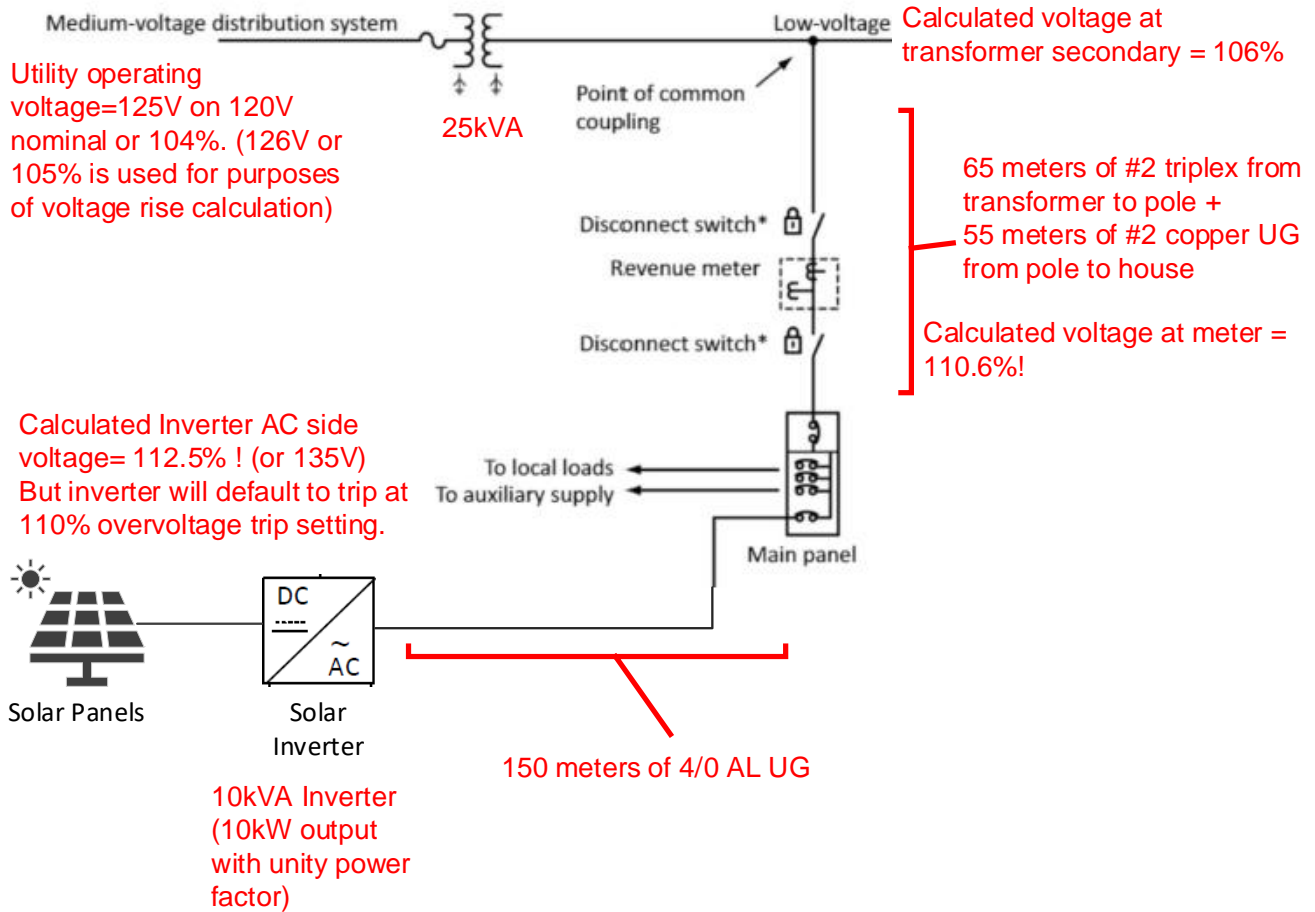 Medium-voltage distribution system
Low-voltage
Calculated voltage at
transformer secondary = 106%
Utility operating
voltage=125V on 120V
nominal or 104%. (126V or
105% is used for purposes
of voltage rise calculation)
25kVA
Point of common
coupling
65 meters of #2 triplex from
transformer to pole +
55 meters of #2 copper UG
from pole to house
Disconnect switch*
Revenue meter
Disconnect switch*
Calculated voltage at meter =
110.6%!
Calculated Inverter AC side
voltage= 112.5% ! (or 135V)
But inverter will default to trip at
110% overvoltage trip setting.
To local loads
To auxiliary supply
Main panel
DC
AC
Solar Panels
Solar
Inverter
150 meters of 4/0 AL UG
10kVA Inverter
(10kW output
with unity power
factor)